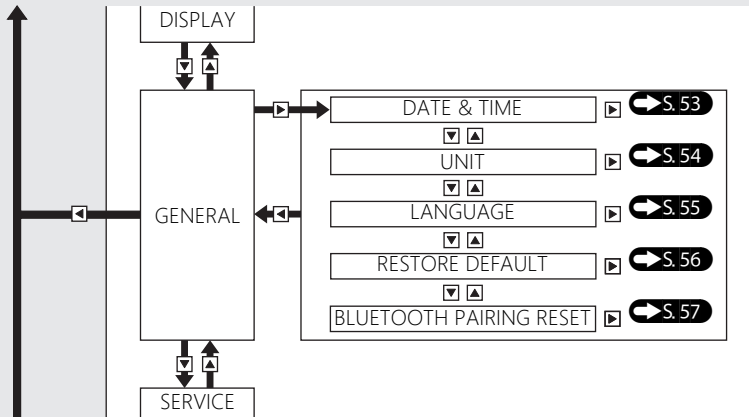 DISPLAY
DATE & TIME S. 53
UNIT S. 54
GENERAL
LANGUAGE S. 55
RESTORE DEFAULT S. 56
BLUETOOTH PAIRING RESET S. 57
SERVICE